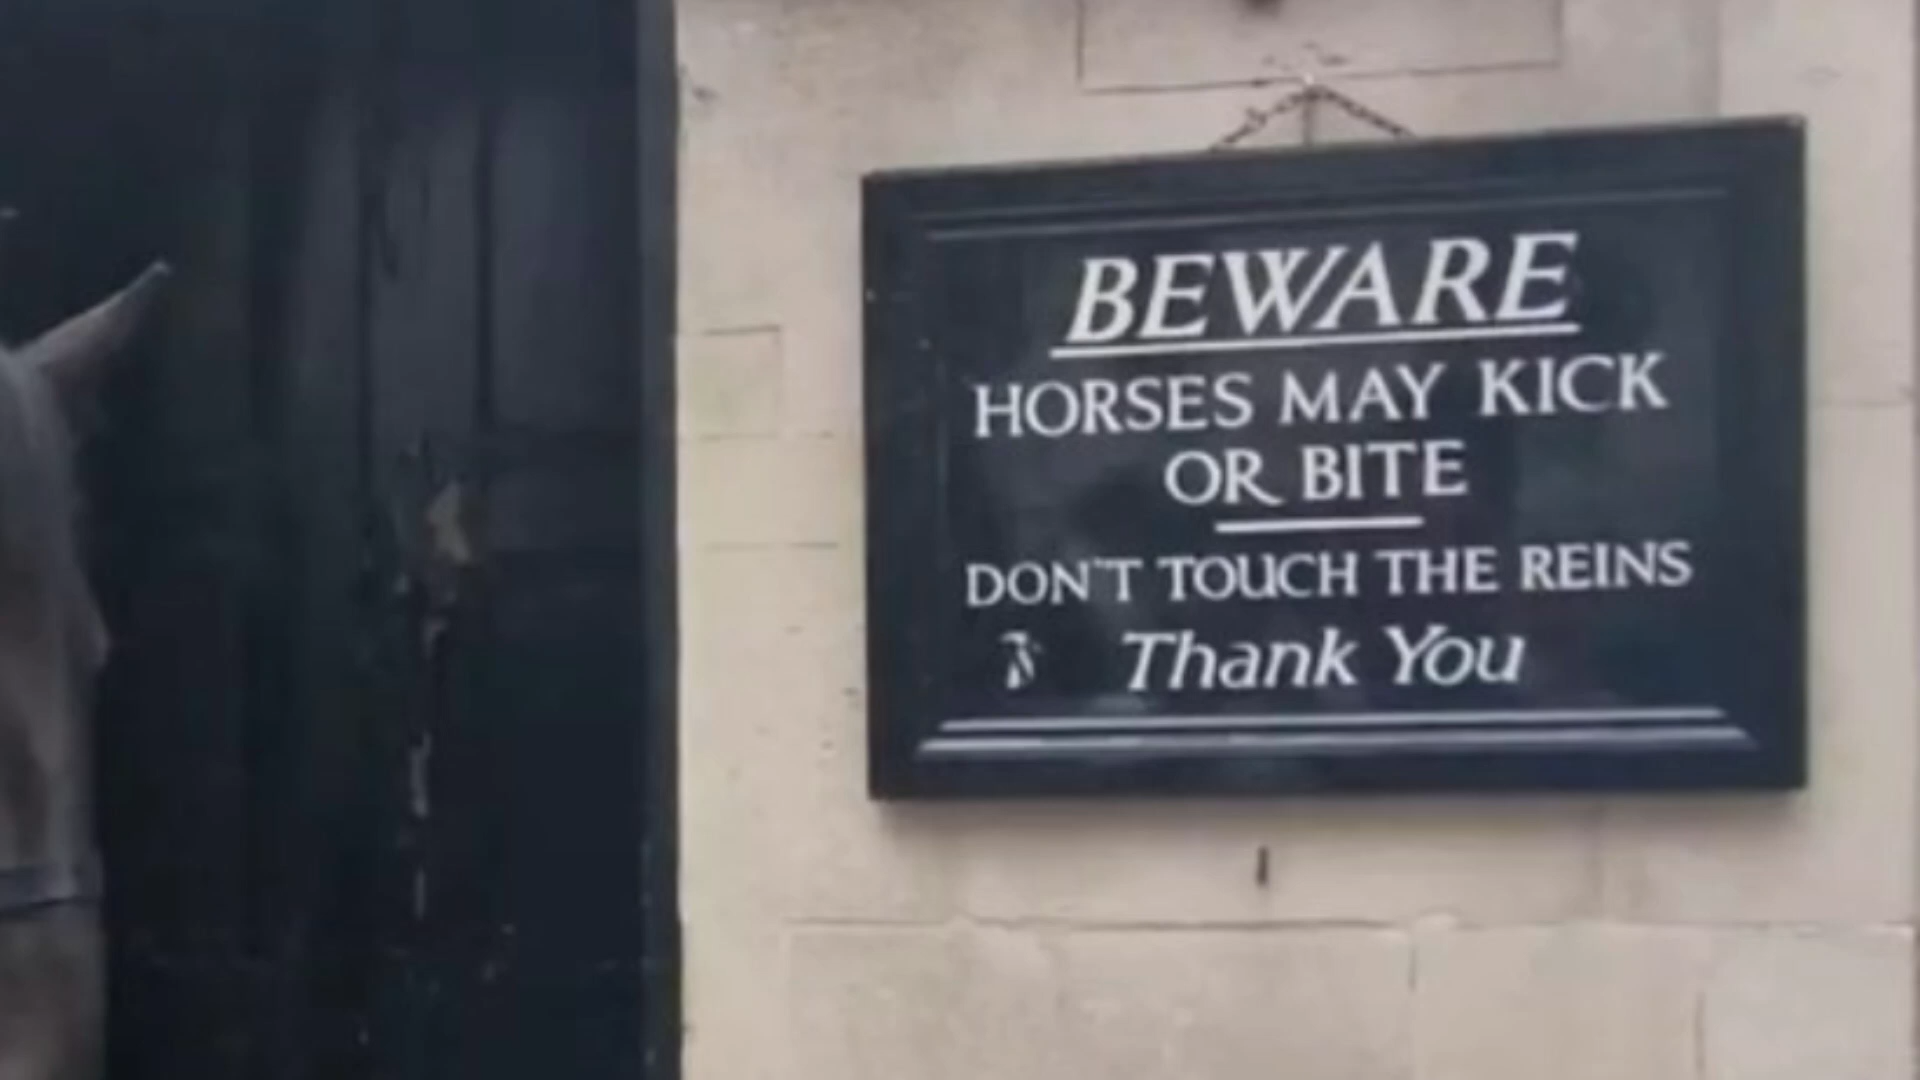 BEWARE
HORSES MAY KICK
OR BITE
DON'T TOUCH THE REINS
Thank You